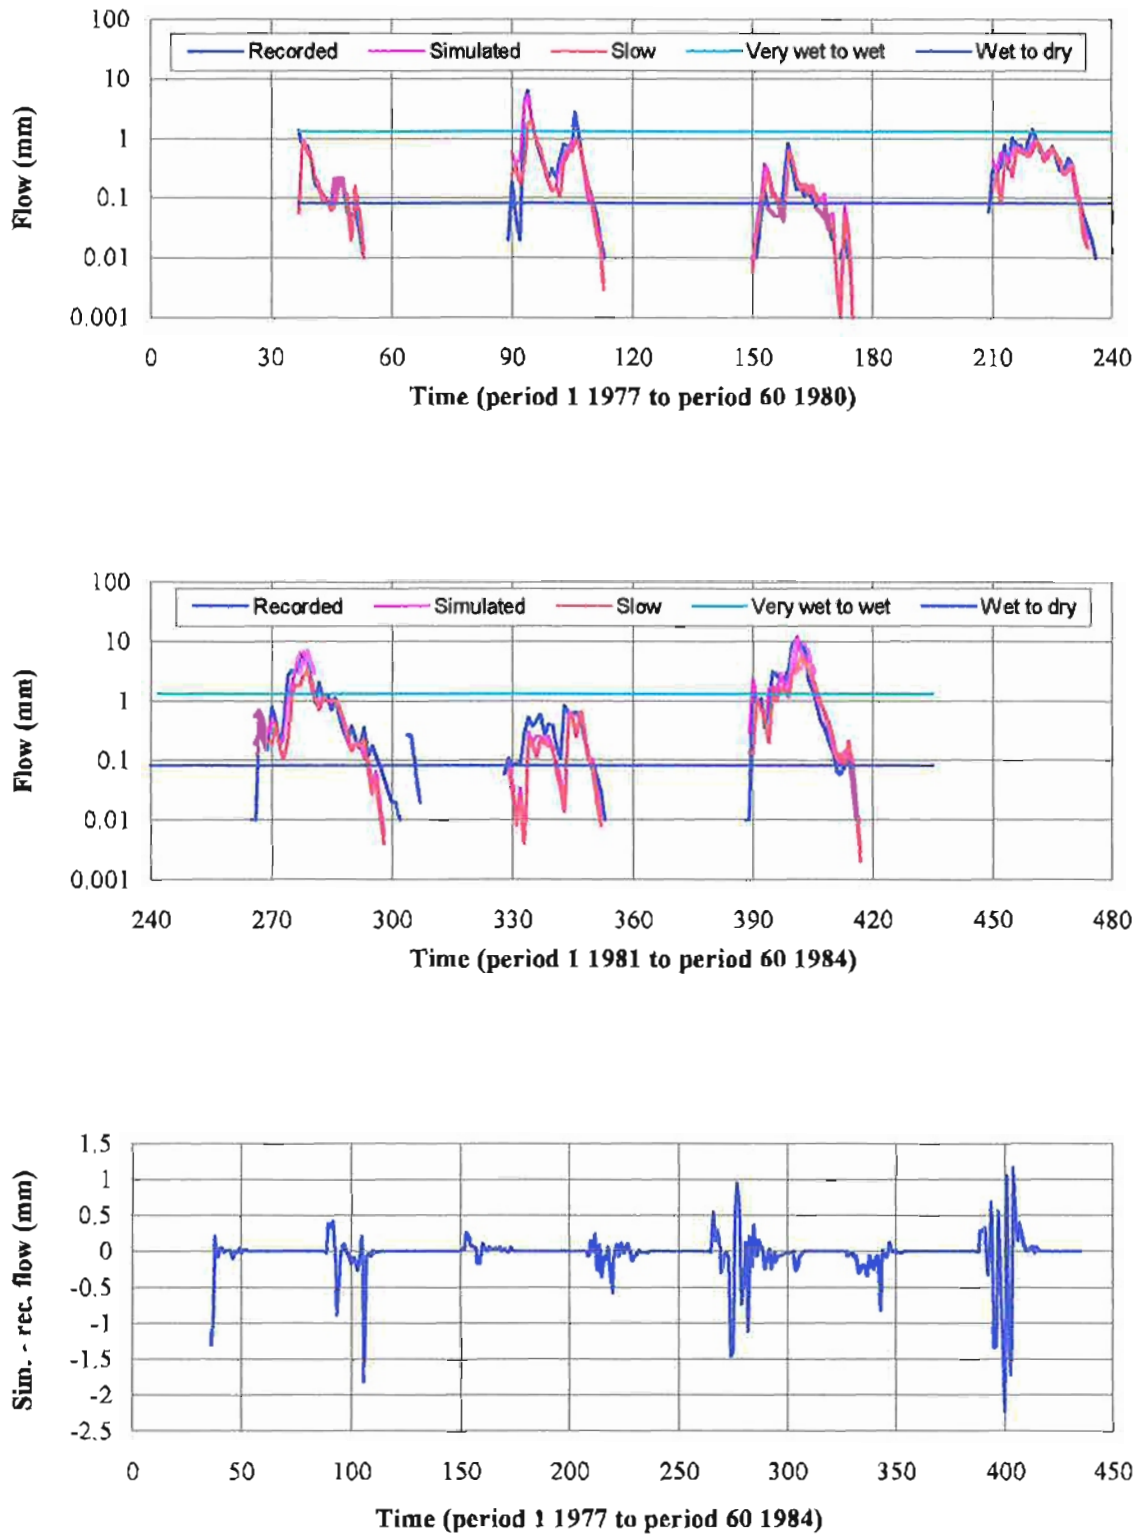 100
Recorded Simulated Slow Very wet to wet Wet to dry
10
1
0.1
0.01
0.001
Flow (mm)
0 30 60 90 120 150 180 210 240
Time (period 1 1977 to period 60 1980)
100
Recorded Simulated Slow Very wet to wet Wet to dry
10
1
0.1
0.01
0.001
Flow (mm)
240 270 300 330 360 390 420 450 480
Time (period 1 1981 to period 60 1984)
1.5
1
0.5
0
-0.5
-1
-1.5
-2
-2.5
Sim. - rec. flow (mm)
0 50 100 150 200 250 300 350 400 450
Time (period 1 1977 to period 60 1984)